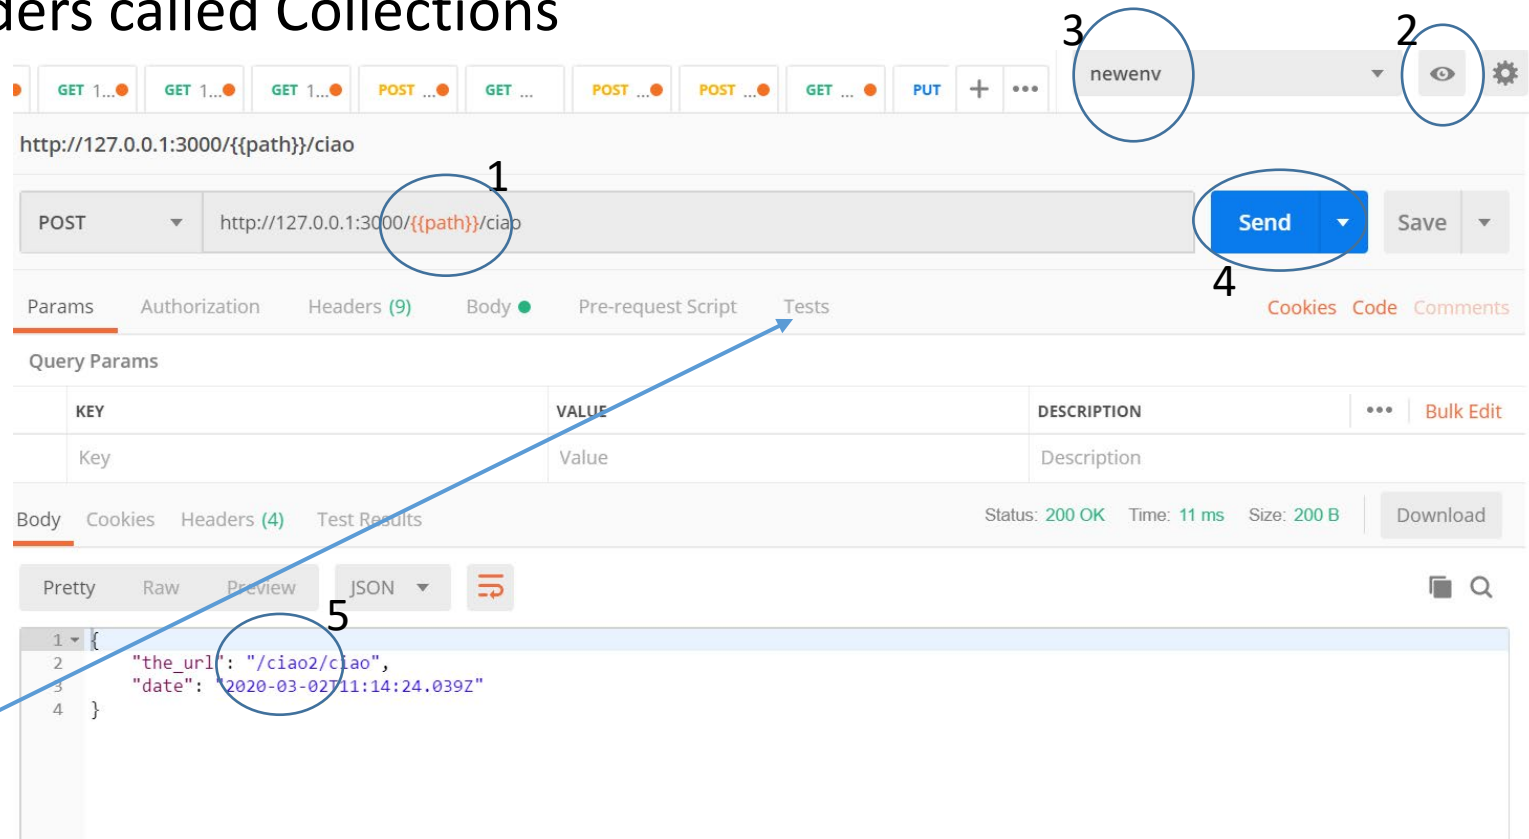 ders called Collections
3 2
GET 1... GET 1... GET 1... POST ... GET ... POST ... POST ... GET ... PUT + ••• newenv
http://127.0.0.1:3000/{{path}}/ciao
1
POST http://127.0.0.1:3000/{{path}}/ciao Send Save
4
Params Authorization Headers (9) Body Pre-request Script Tests Cookies Code Comments
Query Params
KEY VALUE DESCRIPTION ••• Bulk Edit
Key Value Description
Body Cookies Headers (4) Test Results Status: 200 OK Time: 11 ms Size: 200 B Download
Pretty Raw Preview JSON
5
1 {
2 "the_url": "/ciao2/ciao",
3 "date": "2020-03-02T11:14:24.039Z"
4 }